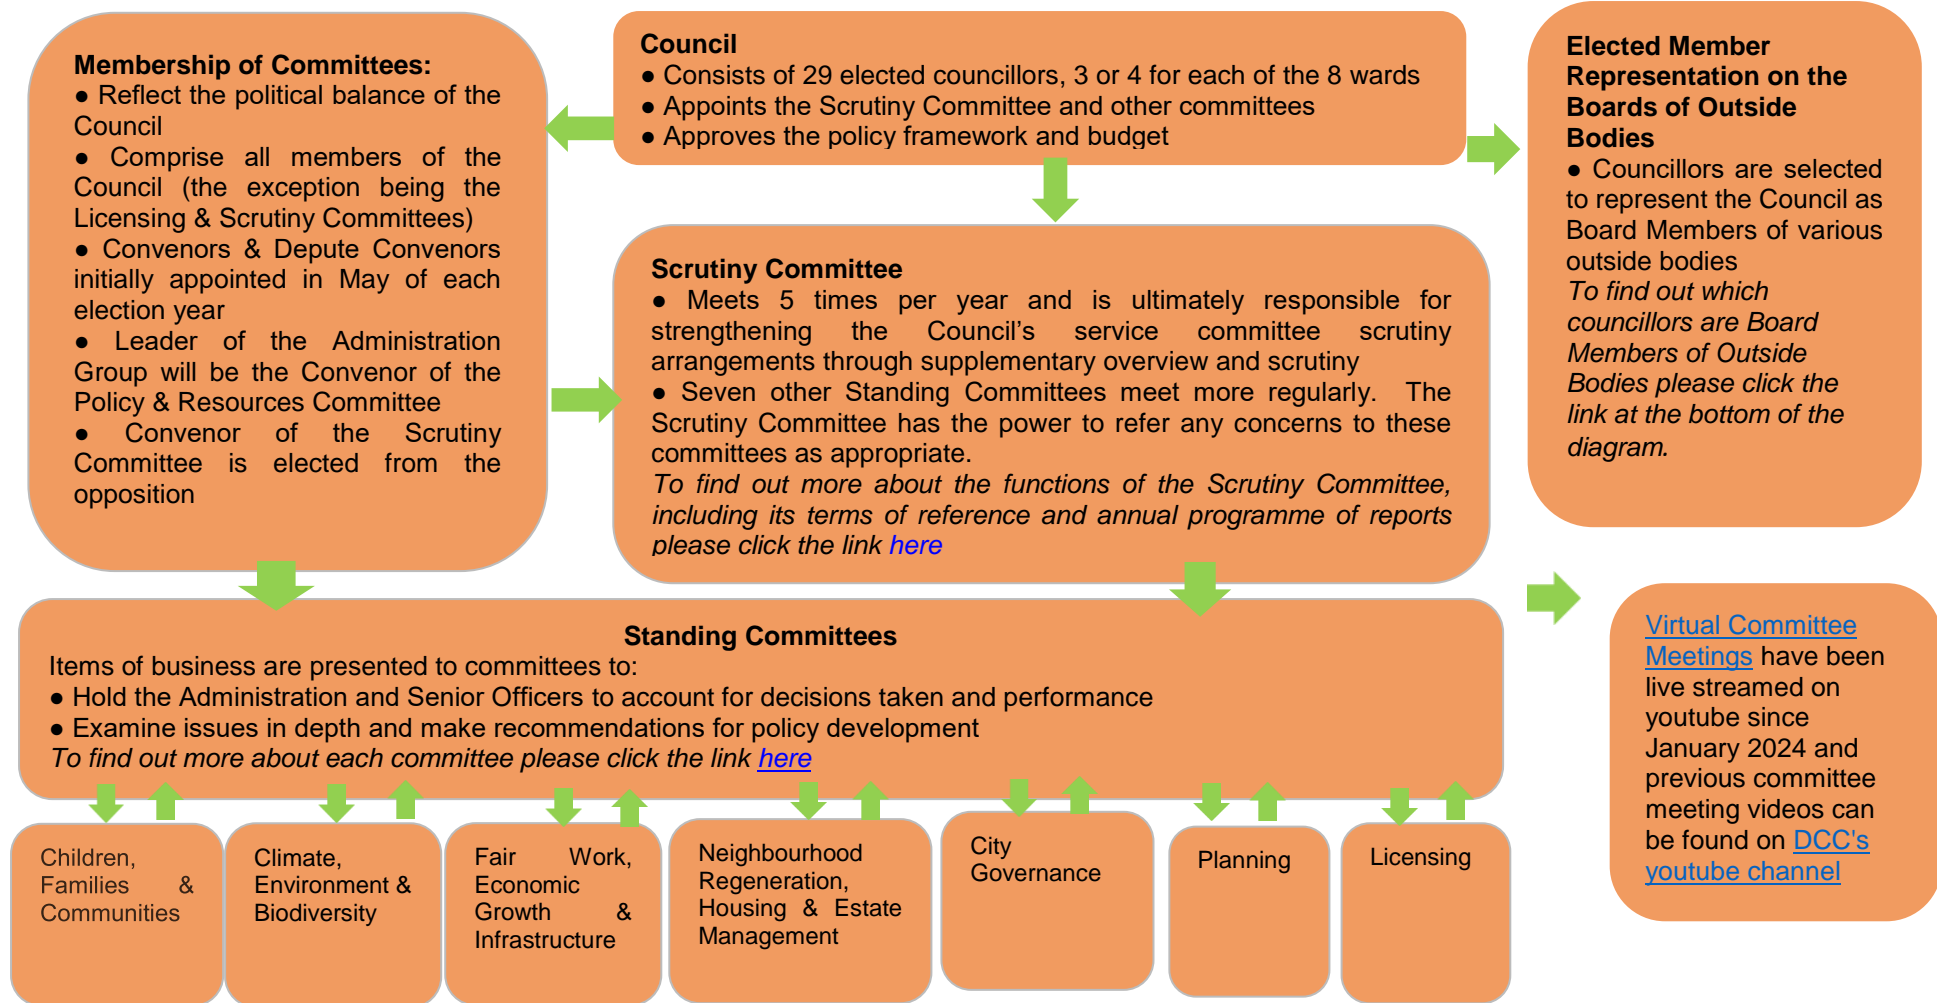 Membership of Committees:
● Reflect the political balance of the
Council
● Comprise all members of the
Council (the exception being the
Licensing & Scrutiny Committees)
● Convenors & Depute Convenors
initially appointed in May of each
election year
● Leader of the Administration
Group will be the Convenor of the
Policy & Resources Committee
● Convenor of the Scrutiny
Committee is elected from the
opposition
Council
● Consists of 29 elected councillors, 3 or 4 for each of the 8 wards
● Appoints the Scrutiny Committee and other committees
● Approves the policy framework and budget
Elected Member
Representation on the
Boards of Outside
Bodies
● Councillors are selected
to represent the Council as
Board Members of various
outside bodies
To find out which
councillors are Board
Members of Outside
Bodies please click the
link at the bottom of the
diagram.
Scrutiny Committee
● Meets 5 times per year and is ultimately responsible for
strengthening the Council’s service committee scrutiny
arrangements through supplementary overview and scrutiny
● Seven other Standing Committees meet more regularly. The
Scrutiny Committee has the power to refer any concerns to these
committees as appropriate.
To find out more about the functions of the Scrutiny Committee,
including its terms of reference and annual programme of reports
please click the link here
Standing Committees
Items of business are presented to committees to:
● Hold the Administration and Senior Officers to account for decisions taken and performance
● Examine issues in depth and make recommendations for policy development
To find out more about each committee please click the link here
Virtual Committee
Meetings have been
live streamed on
youtube since
January 2024 and
previous committee
meeting videos can
be found on DCC's
youtube channel
Children,
Families &
Communities
Climate,
Environment &
Biodiversity
Fair Work,
Economic
Growth &
Infrastructure
Neighbourhood
Regeneration,
Housing & Estate
Management
City
Governance
Planning
Licensing